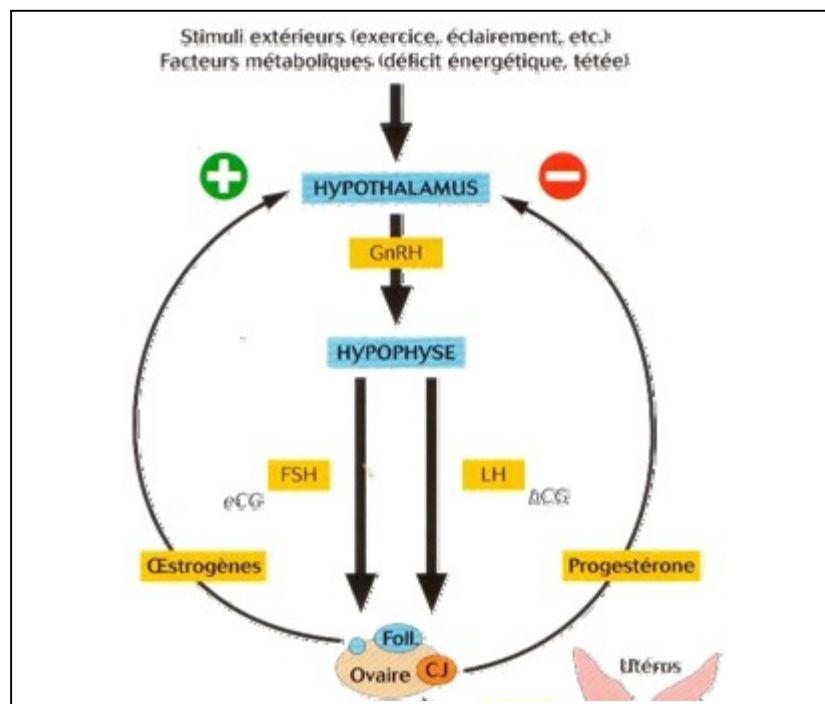 Stimuli extérieurs (exercice, éclairement, etc.)
Facteurs métaboliques (déficit énergétique, tétée)
HYPOTHALAMUS
GnRH
HYPOPHYSE
FSH
LH
eCG
hCG
Œstrogènes
Progestérone
Foll.
Ovaire
CJ
Utérus